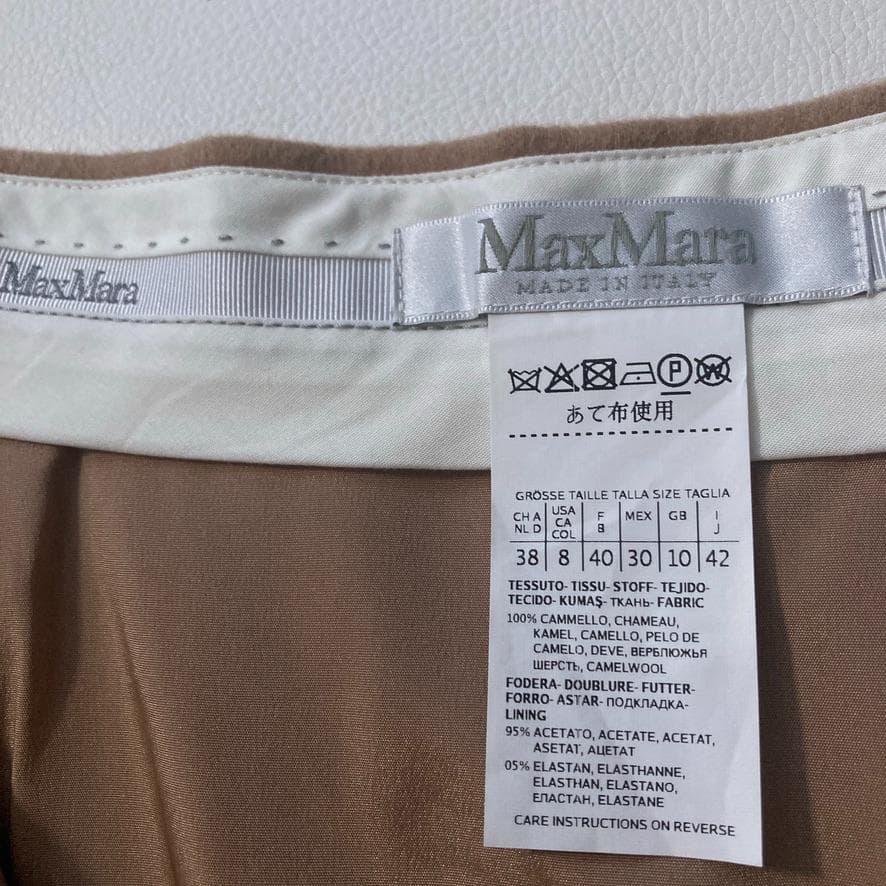 MaxMara
MaxMara
MADE IN ITALY
P W
あて布使用
GRÖSSE TAILLE TALLA SIZE TAGLIA
CH A NL D USA CA COL F B MEX GB I J
38 8 40 30 10 42
TESSUTO- TISSU- STOFF- TEJIDO-
TECIDO- KUMAŞ- ТКАНЬ- FABRIC
100% CAMMELLO, CHAMEAU,
KAMEL, CAMELLO, PELO DE
CAMELO, DEVE, ВЕРБЛЮЖЬЯ
ШЕРСТЬ, CAMELWOOL
FODERA- DOUBLURE- FUTTER-
FORRO- ASTAR- ПОДКЛАДКА-
LINING
95% ACETATO, ACETATE, ACETAT,
ASETAT, АЦЕТАТ
05% ELASTAN, ELASTHANNE,
ELASTHAN, ELASTANO,
ЕЛАСТАН, ELASTANE
CARE INSTRUCTIONS ON REVERSE